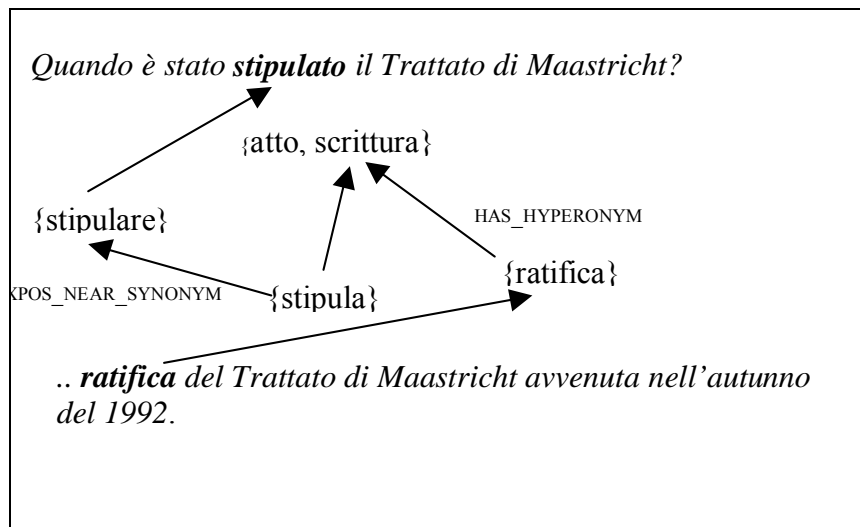 Quando è stato stipulato il Trattato di Maastricht?
{atto, scrittura}
{stipulare}
HAS_HYPERONYM
{ratifica}
XPOS_NEAR_SYNONYM
{stipula}
.. ratifica del Trattato di Maastricht avvenuta nell’autunno
del 1992.